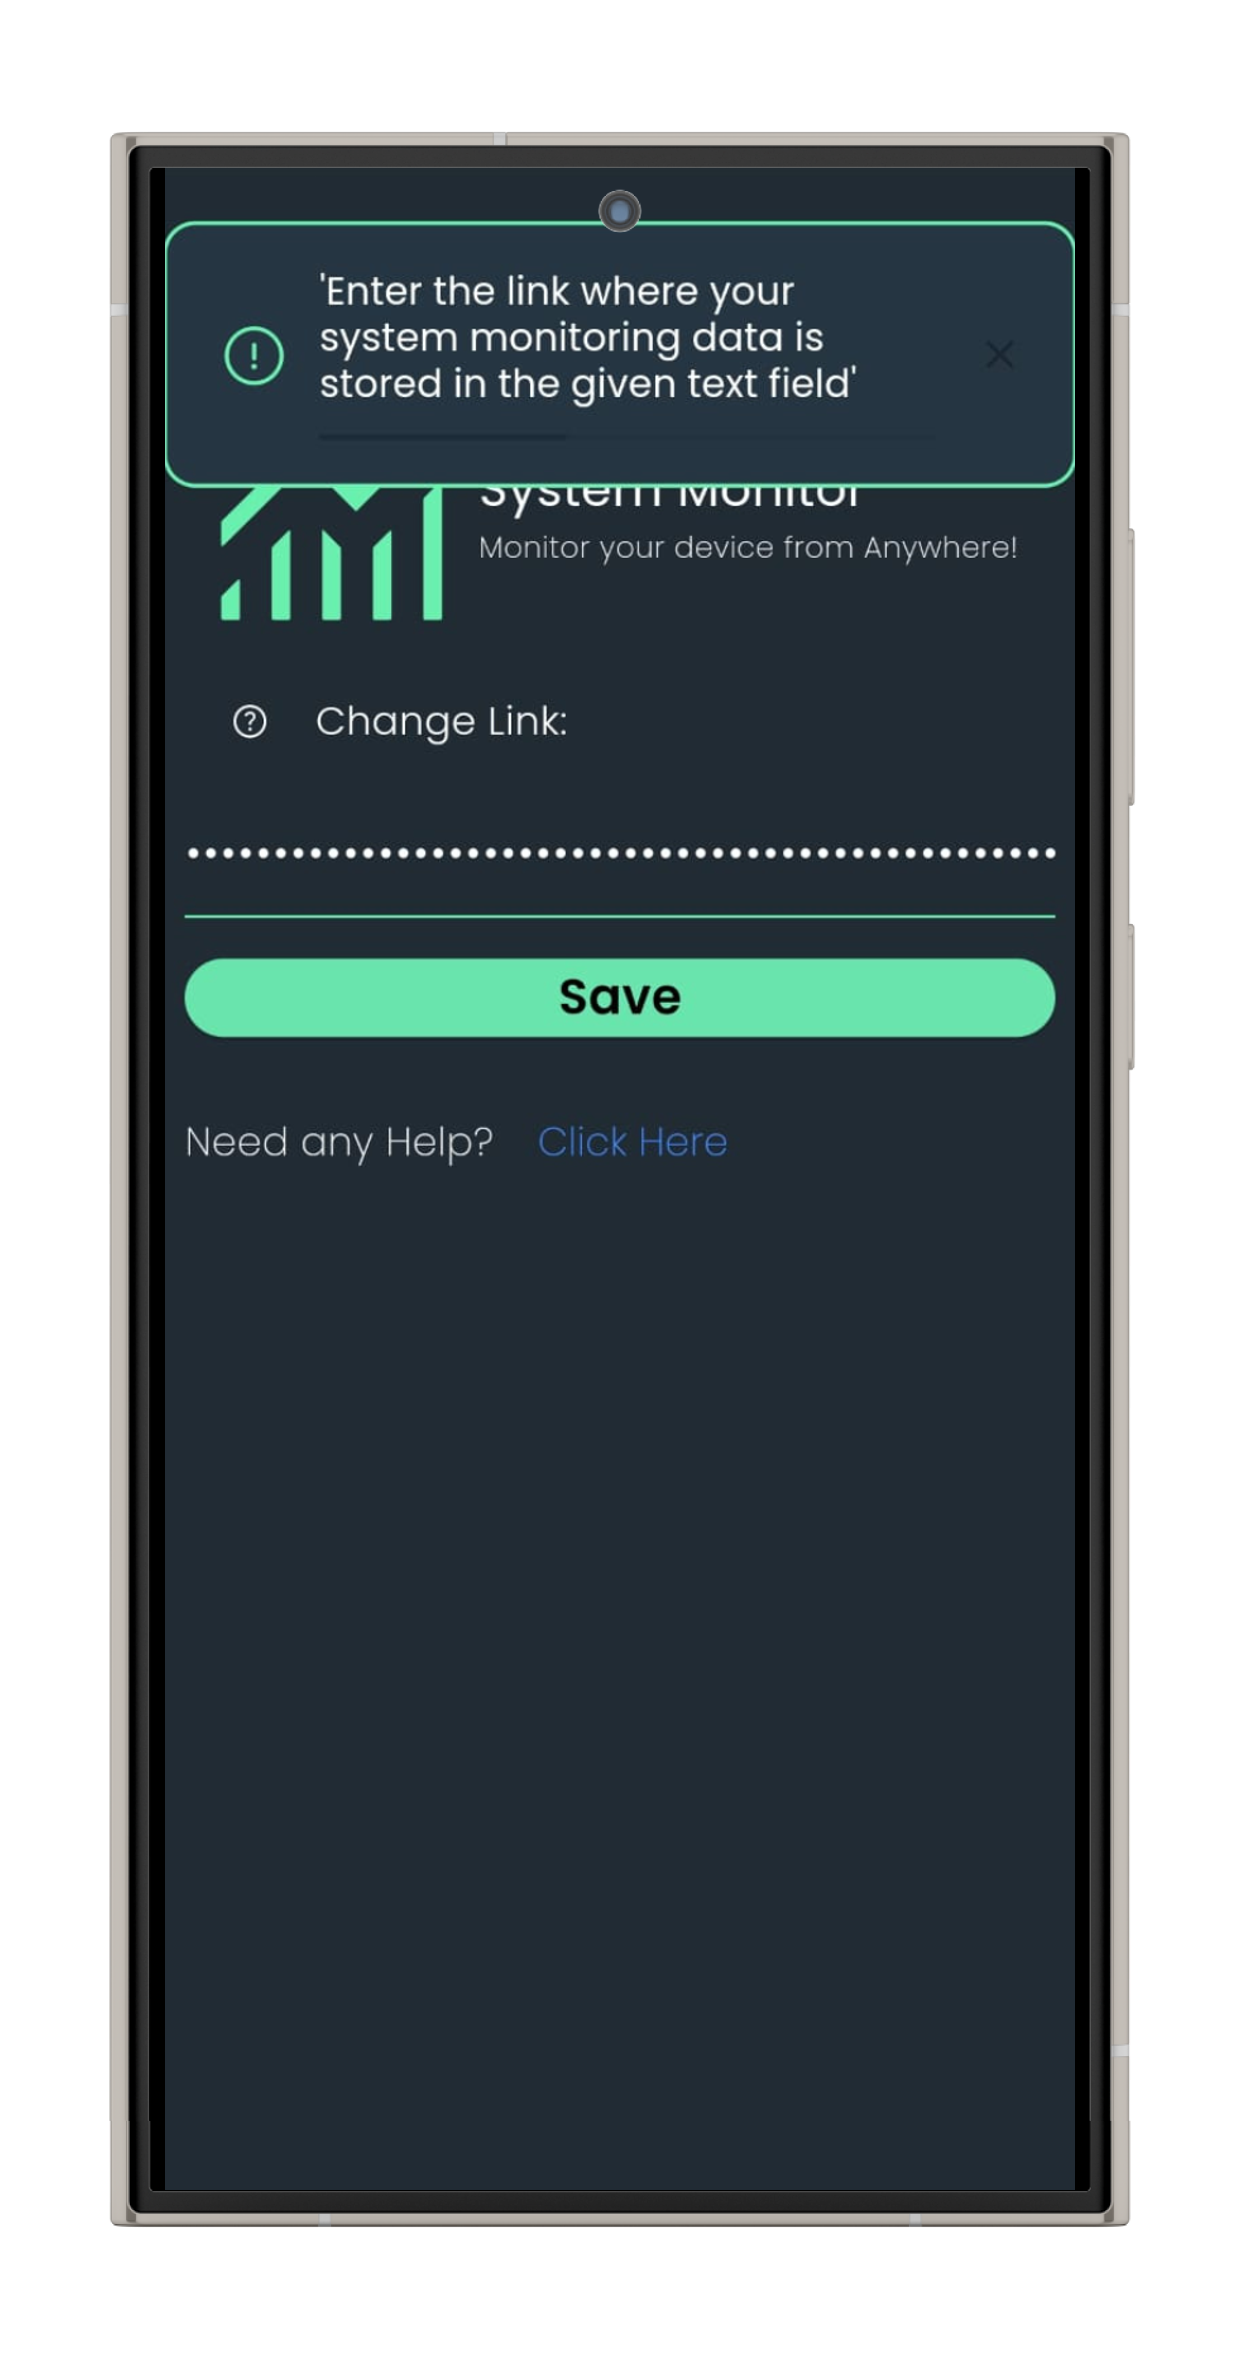 'Enter the link where your
system monitoring data is
stored in the given text field'
System Monitor
Monitor your device from Anywhere!
Change Link:
Save
Need any Help? Click Here